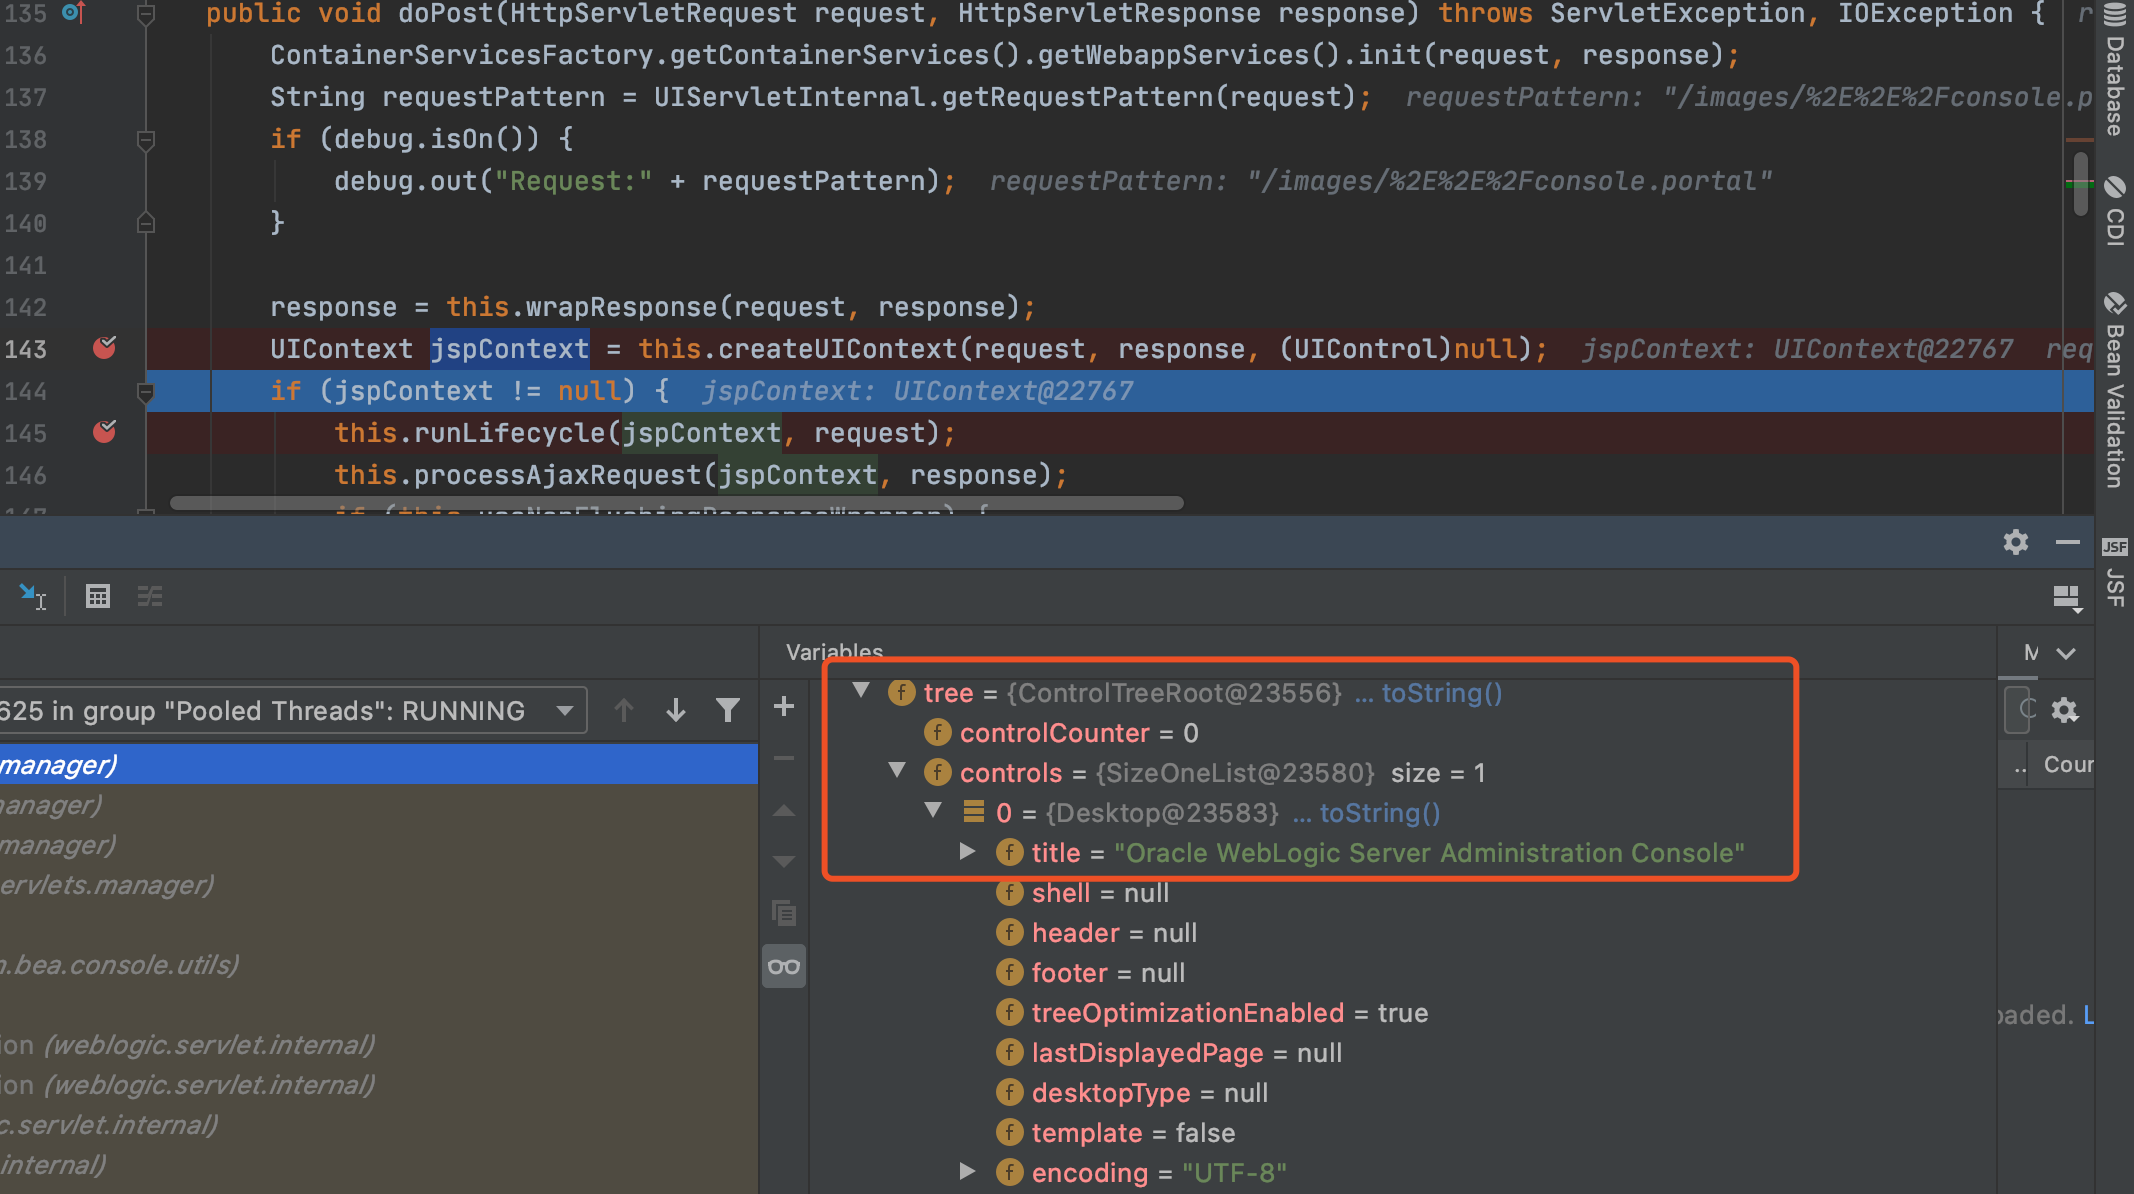 135 public void doPost(HttpServletRequest request, HttpServletResponse response) throws ServletException, IOException { r
136 ContainerServicesFactory.getContainerServices().getWebappServices().init(request, response);
137 String requestPattern = UIServletInternal.getRequestPattern(request); requestPattern: "/images/%2E%2E%2Fconsole.p
138 if (debug.isOn()) {
139 debug.out("Request:" + requestPattern); requestPattern: "/images/%2E%2E%2Fconsole.portal"
140 }
141
142 response = this.wrapResponse(request, response);
143 UIContext jspContext = this.createUIContext(request, response, (UIControl)null); jspContext: UIContext@22767 req
144 if (jspContext != null) { jspContext: UIContext@22767
145 this.runLifecycle(jspContext, request);
146 this.processAjaxRequest(jspContext, response);
Database
CDI
Bean Validation
JSF
JSF
Variables
M
625 in group "Pooled Threads": RUNNING
manager)
anager)
manager)
ervlets.manager)
.bea.console.utils)
ion (weblogic.servlet.internal)
ion (weblogic.servlet.internal)
c.servlet.internal)
internal)
tree = {ControlTreeRoot@23556} ... toString()
controlCounter = 0
controls = {SizeOneList@23580} size = 1
0 = {Desktop@23583} ... toString()
title = "Oracle WebLogic Server Administration Console"
shell = null
header = null
footer = null
treeOptimizationEnabled = true
lastDisplayedPage = null
desktopType = null
template = false
encoding = "UTF-8"
.. Cour
oaded. L